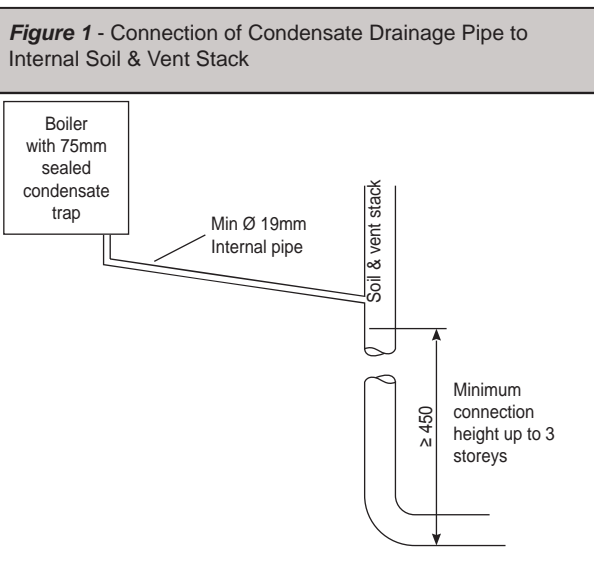 Figure 1 - Connection of Condensate Drainage Pipe to
Internal Soil & Vent Stack
Boiler
with 75mm
sealed
condensate
trap
Min Ø 19mm
Internal pipe
Soil & vent stack
≥ 450
Minimum
connection
height up to 3
storeys